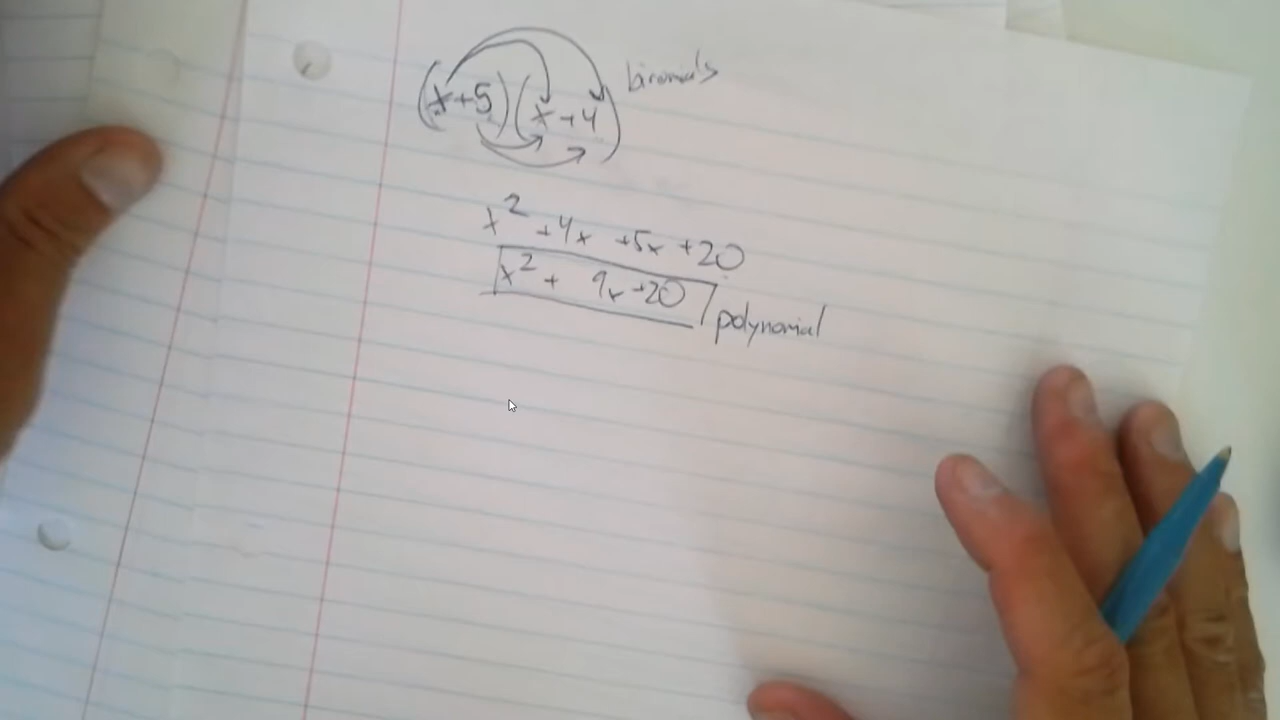 (x+5)(x+4) binomials
x² +4x +5x +20
x² + 9x+20
polynomial